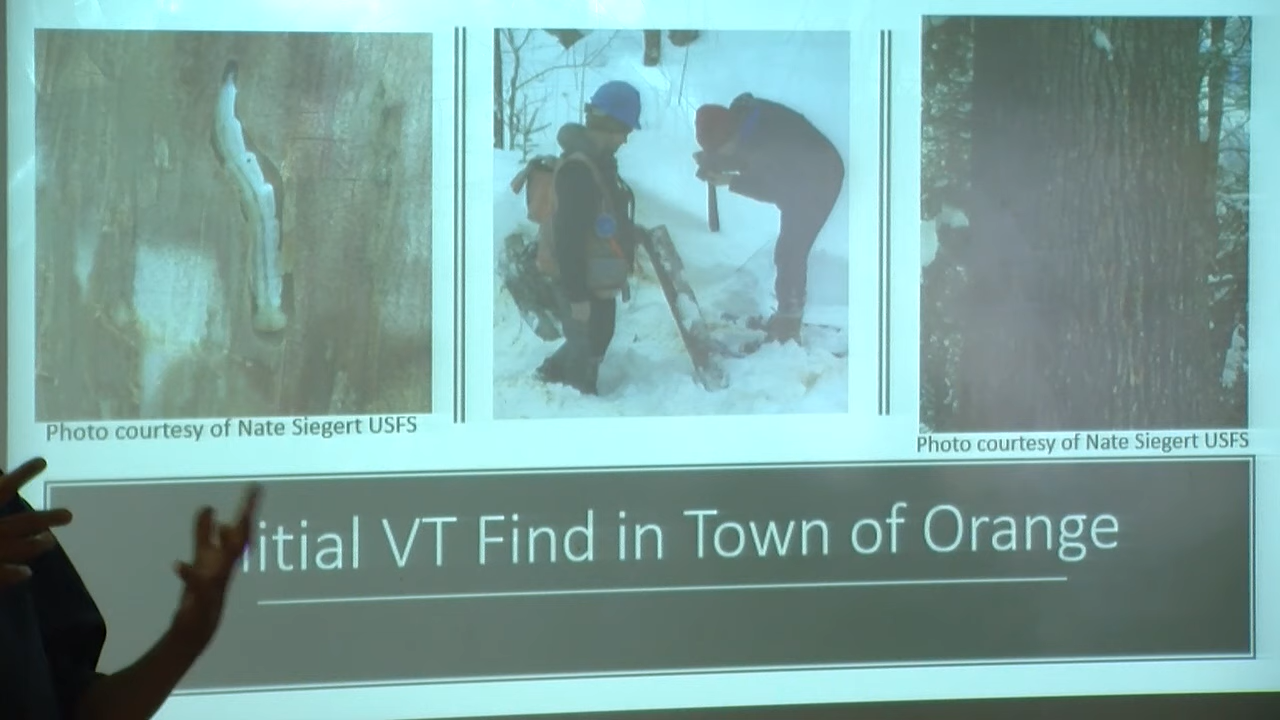 Photo courtesy of Nate Siegert USFS
Photo courtesy of Nate Siegert USFS
itial VT Find in Town of Orange